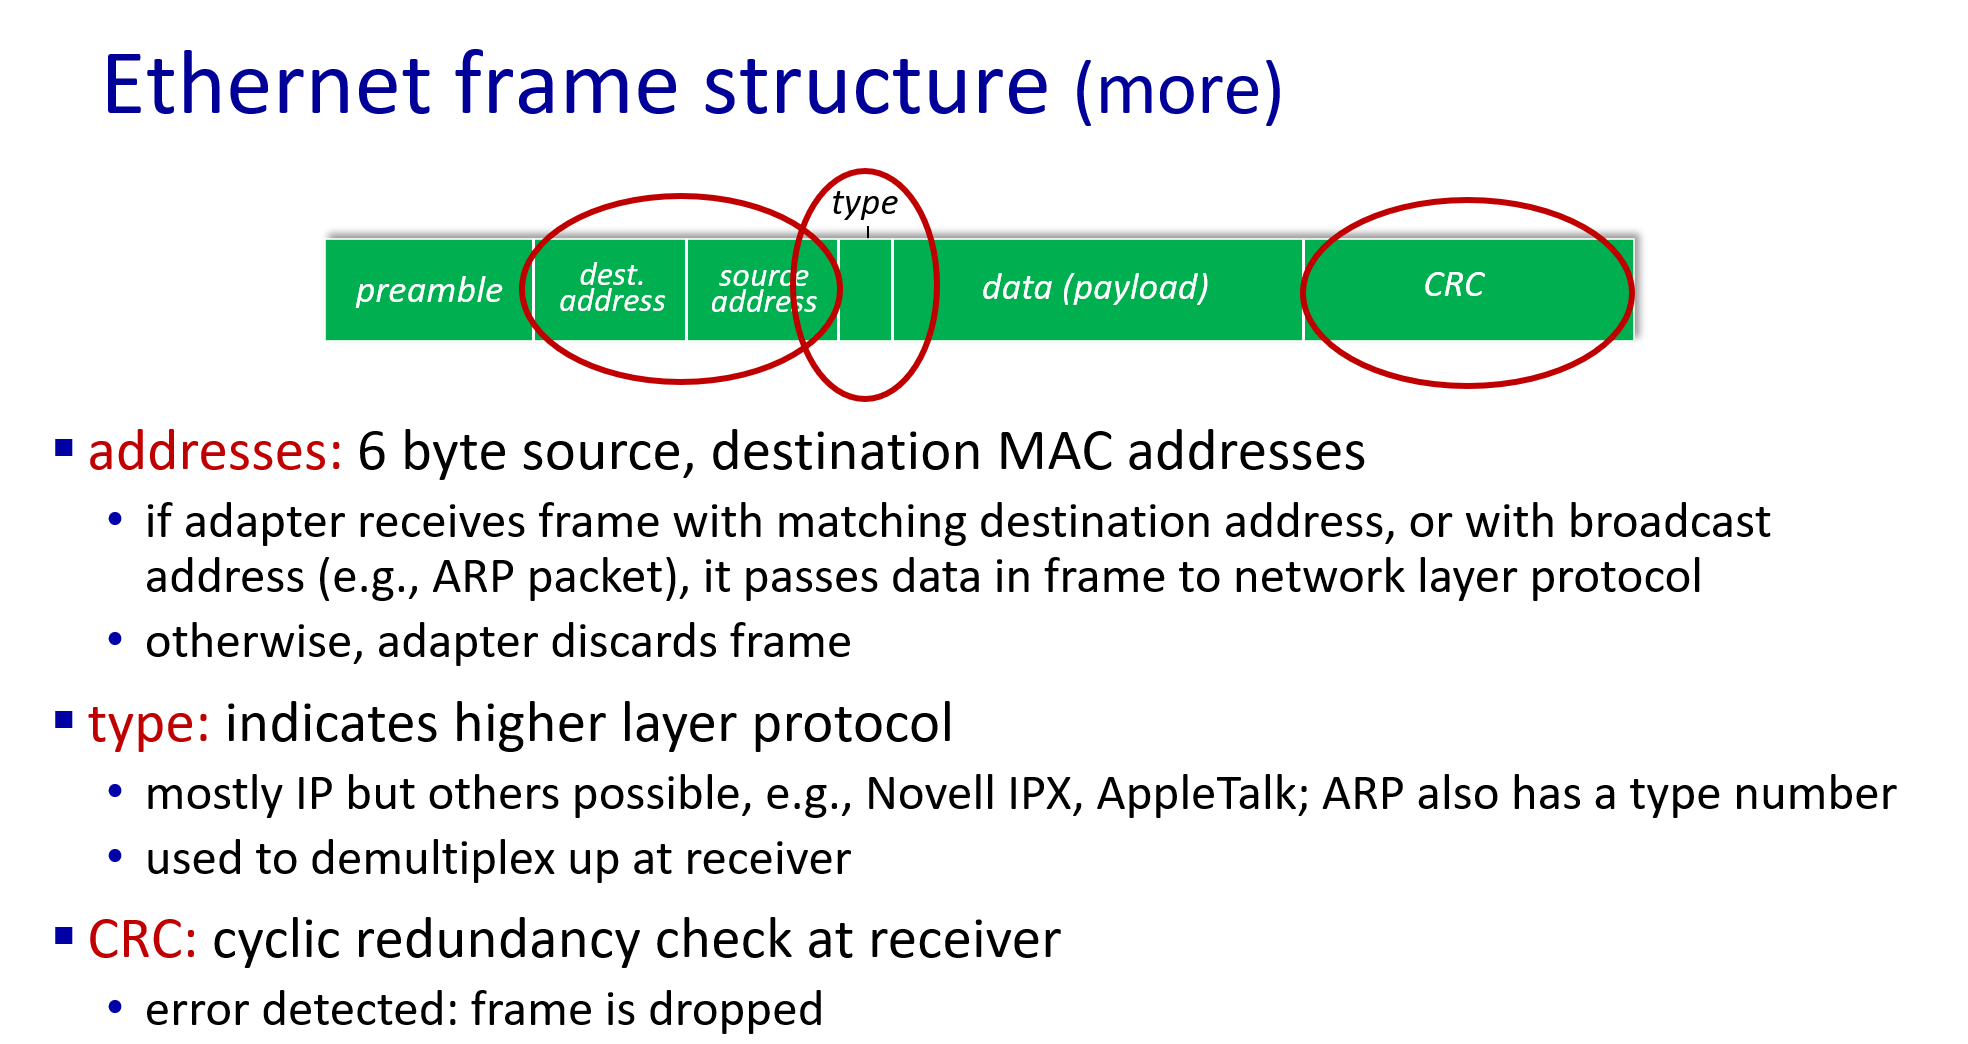 Ethernet frame structure (more)
type
preamble
dest.
address
source
address
data (payload)
CRC
▪ addresses: 6 byte source, destination MAC addresses
• if adapter receives frame with matching destination address, or with broadcast
address (e.g., ARP packet), it passes data in frame to network layer protocol
• otherwise, adapter discards frame
▪ type: indicates higher layer protocol
• mostly IP but others possible, e.g., Novell IPX, AppleTalk; ARP also has a type number
• used to demultiplex up at receiver
▪ CRC: cyclic redundancy check at receiver
• error detected: frame is dropped